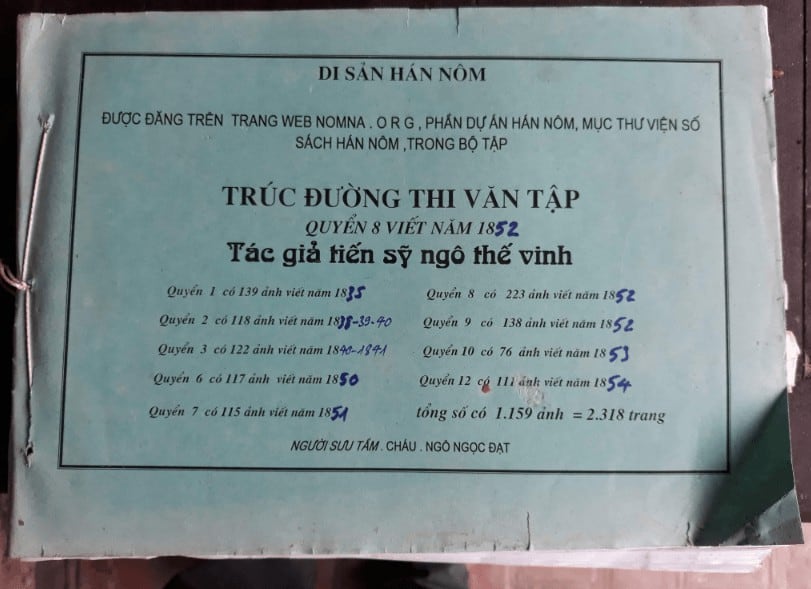 DI SẢN HÁN NÔM
ĐƯỢC ĐĂNG TRÊN TRANG WEB NOMNA . O R G , PHẦN DỰ ÁN HÁN NÔM, MỤC THƯ VIỆN SỐ
SÁCH HÁN NÔM ,TRONG BỘ TẬP
TRÚC ĐƯỜNG THI VĂN TẬP
QUYỂN 8 VIẾT NĂM 1852
Tác giả tiến sỹ ngô thế vinh
Quyển 1 có 139 ảnh viết năm 1835
Quyển 2 có 118 ảnh viết năm 1838-39-40
Quyển 3 có 122 ảnh viết năm 1840-1841
Quyển 6 có 117 ảnh viết năm 1850
Quyển 7 có 115 ảnh viết năm 1851
Quyển 8 có 223 ảnh viết năm 1852
Quyển 9 có 138 ảnh viết năm 1852
Quyển 10 có 76 ảnh viết năm 1853
Quyển 12 có 111 ảnh viết năm 1854
tổng số có 1.159 ảnh = 2.318 trang
NGƯỜI SƯU TẦM . CHÁU . NGÔ NGỌC ĐẠT